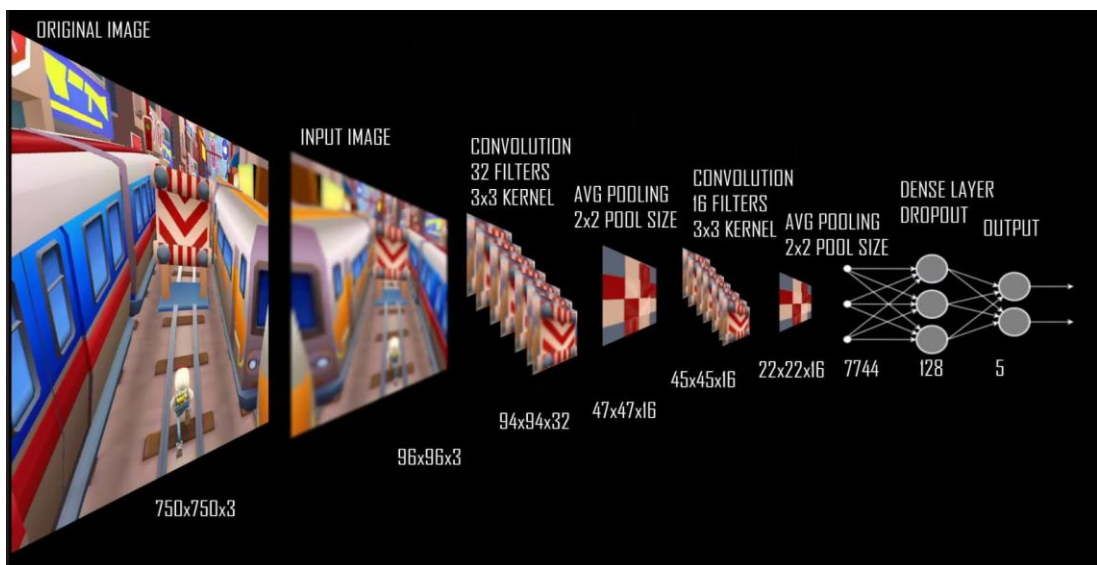 ORIGINAL IMAGE
750x750x3
INPUT IMAGE
96x96x3
CONVOLUTION
32 FILTERS
3x3 KERNEL
94x94x32
AVG POOLING
2x2 POOL SIZE
47x47x16
CONVOLUTION
16 FILTERS
3x3 KERNEL
45x45x16
AVG POOLING
2x2 POOL SIZE
22x22x16
7744
DENSE LAYER
DROPOUT
128
OUTPUT
5